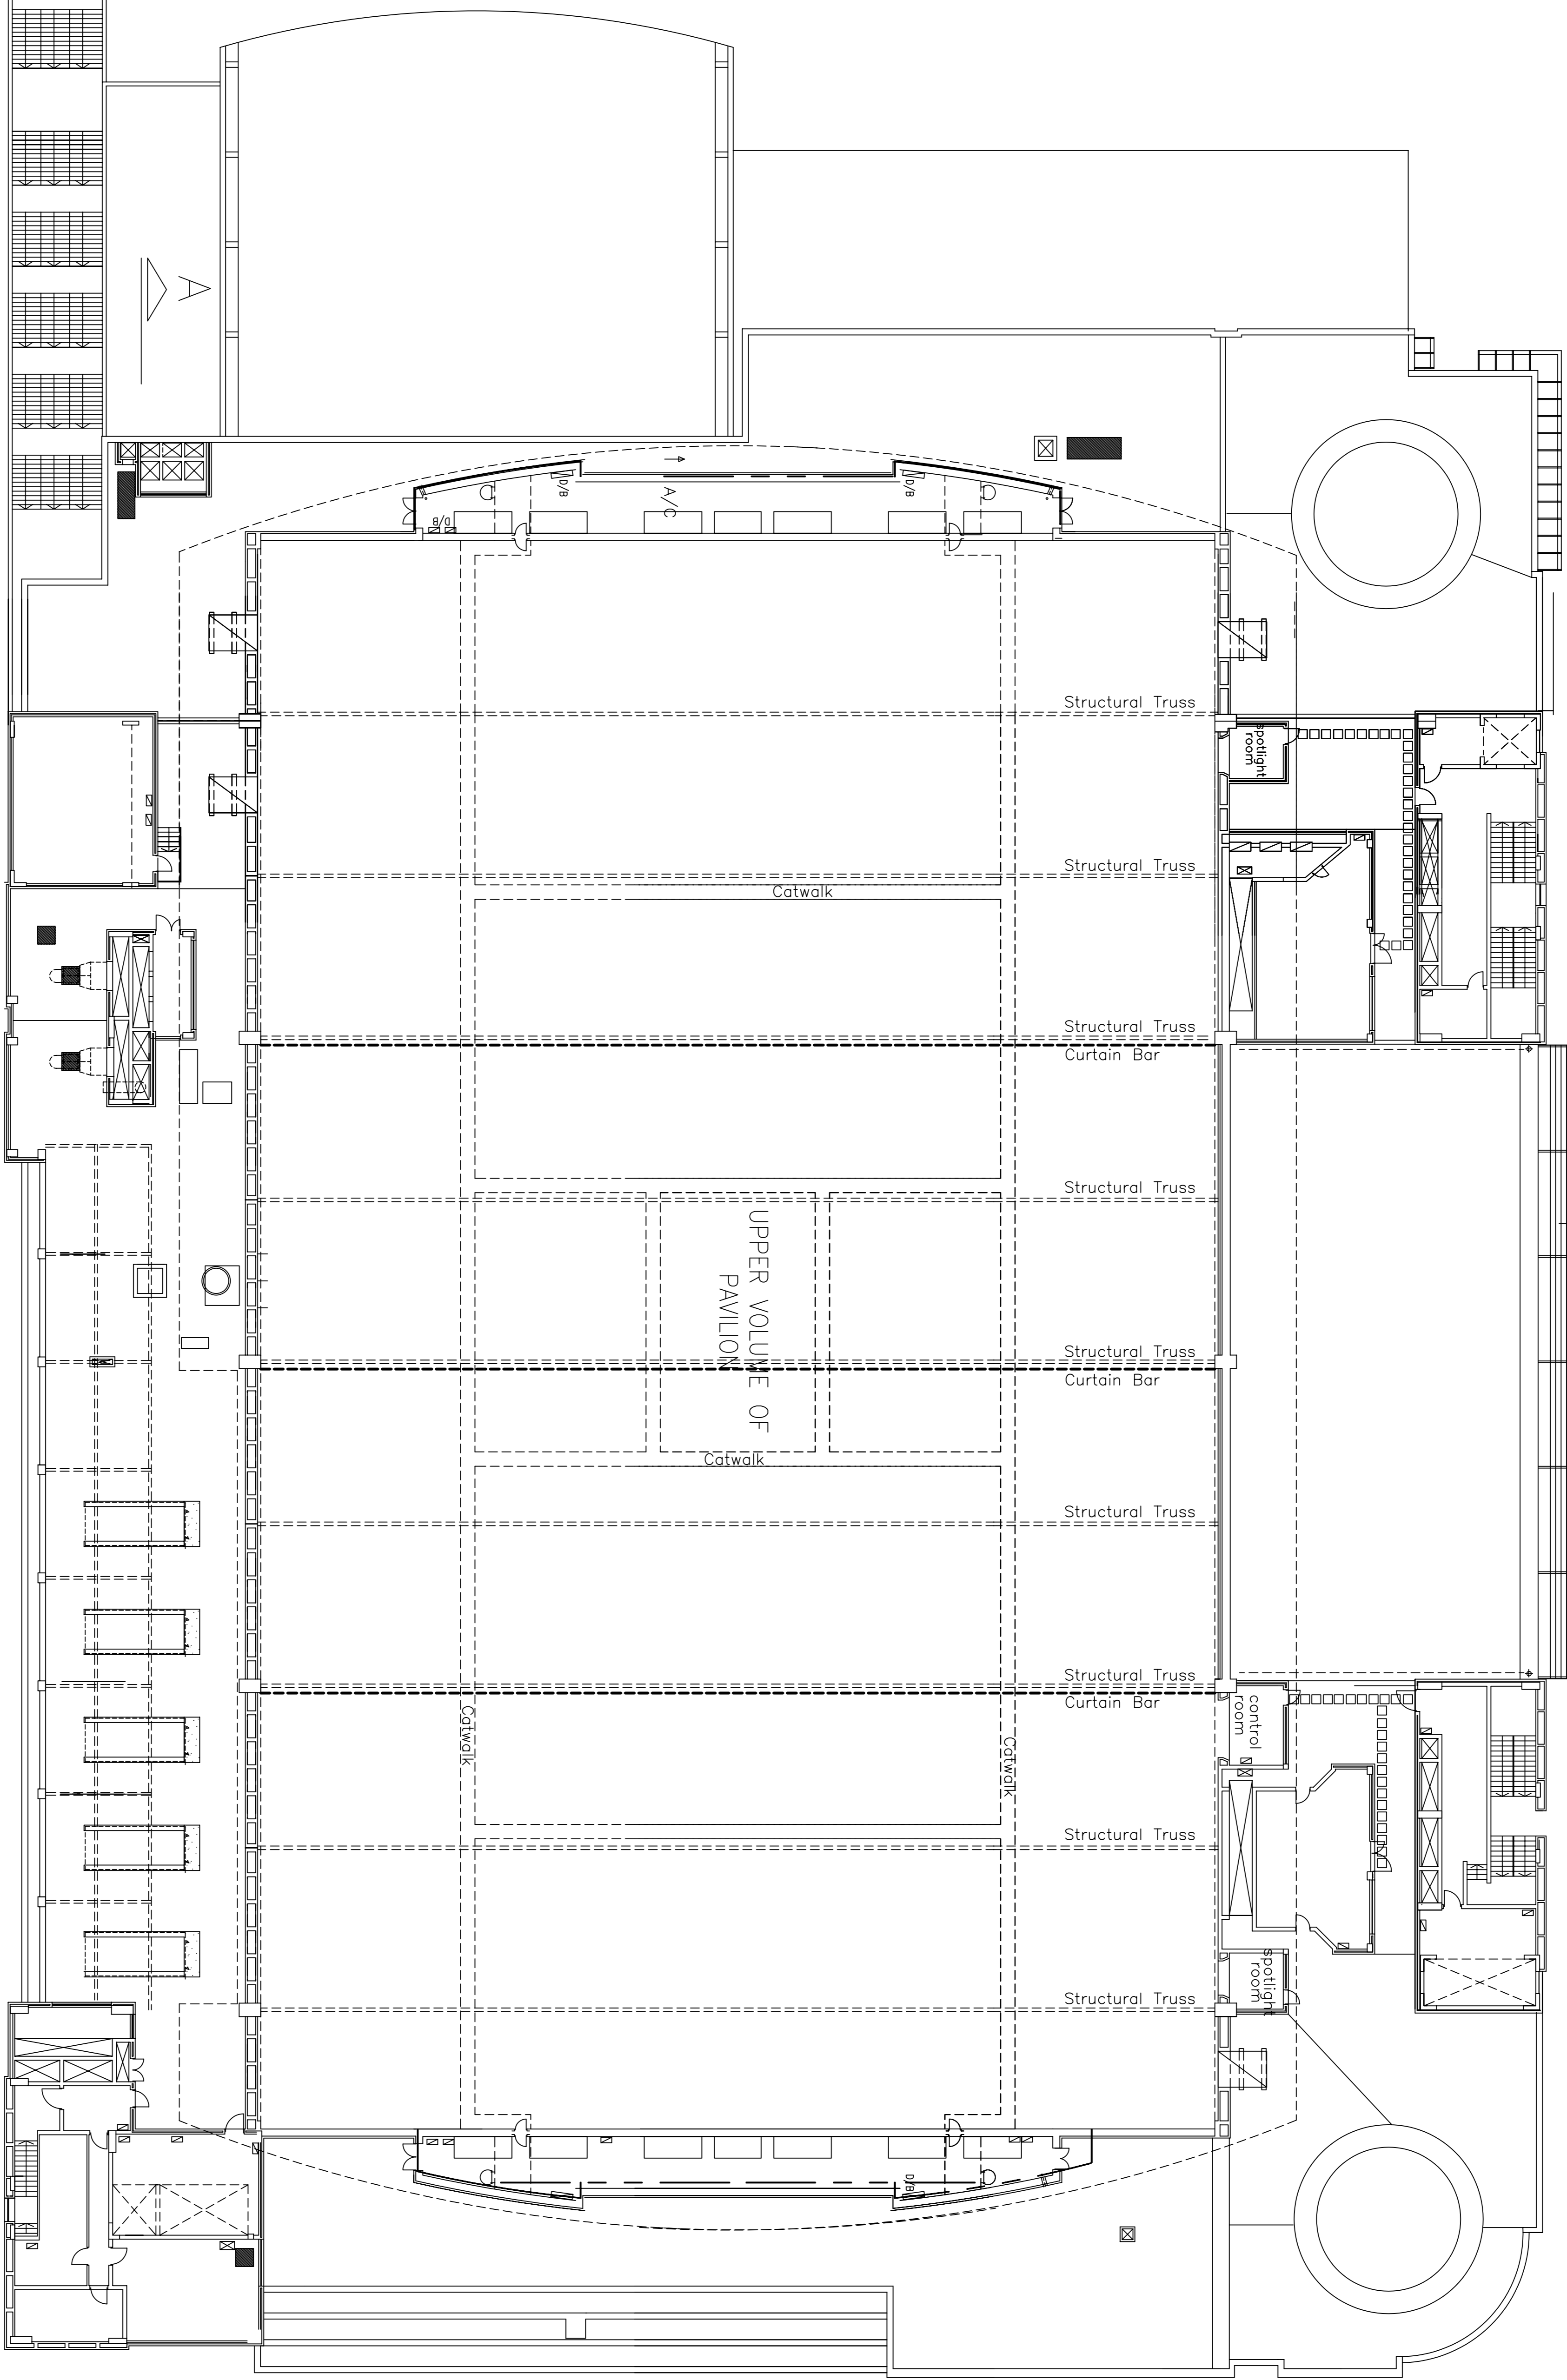 A
D/B
A/C
D/B
D/B
Structural Truss
spotlight
room
Structural Truss
Catwalk
Structural Truss
Curtain Bar
Structural Truss
UPPER VOLUME OF
PAVILION
Structural Truss
Curtain Bar
Catwalk
Structural Truss
Structural Truss
Curtain Bar
control
room
Catwalk
Catwalk
Structural Truss
spotlight
room
Structural Truss
D/B